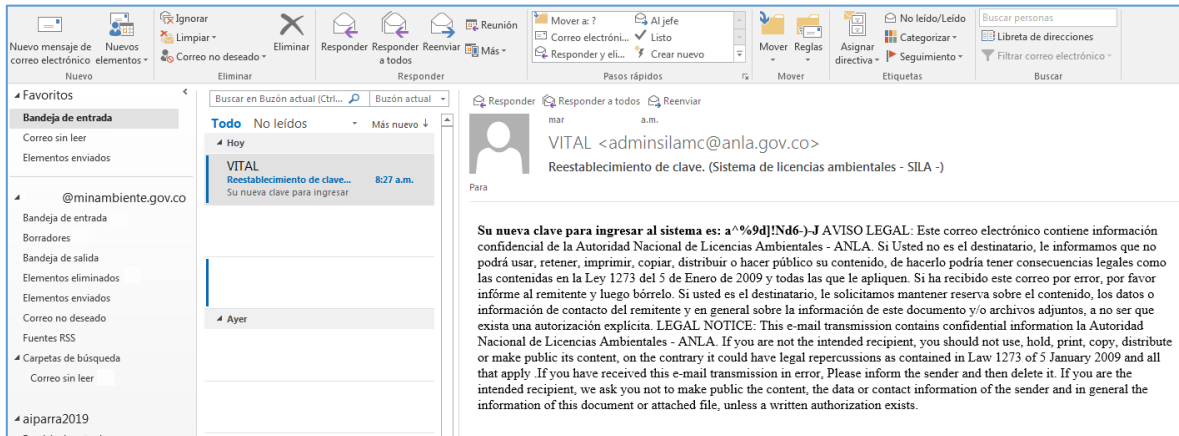 Nuevo mensaje de correo electrónico
Nuevos elementos
Nuevo
Ignorar
Limpiar
Correo no deseado
Eliminar
Eliminar
Responder
Responder a todos
Reenviar
Reunión
Más
Responder
Mover a: ?
Correo electróni...
Responder y eli...
Al jefe
Listo
Crear nuevo
Pasos rápidos
Mover
Reglas
Mover
Asignar directiva
No leído/Leído
Categorizar
Seguimiento
Etiquetas
Buscar personas
Libreta de direcciones
Filtrar correo electrónico
Buscar
Favoritos
Bandeja de entrada
Correo sin leer
Elementos enviados
@minambiente.gov.co
Bandeja de entrada
Borradores
Bandeja de salida
Elementos eliminados
Elementos enviados
Correo no deseado
Fuentes RSS
Carpetas de búsqueda
Correo sin leer
aiparra2019
Buscar en Buzón actual (Ctrl...
Buzón actual
Todo No leídos
Más nuevo ↓
Hoy
VITAL
Reestablecimiento de clave... 8:27 a.m.
Su nueva clave para ingresar
Ayer
Responder Responder a todos Reenviar
mar a.m.
VITAL <adminsilamc@anla.gov.co>
Reestablecimiento de clave. (Sistema de licencias ambientales - SILA -)
Para
Su nueva clave para ingresar al sistema es: a^%9d]!Nd6-)-J AVISO LEGAL: Este correo electrónico contiene información
confidencial de la Autoridad Nacional de Licencias Ambientales - ANLA. Si Usted no es el destinatario, le informamos que no
podrá usar, retener, imprimir, copiar, distribuir o hacer público su contenido, de hacerlo podría tener consecuencias legales como
las contenidas en la Ley 1273 del 5 de Enero de 2009 y todas las que le apliquen. Si ha recibido este correo por error, por favor
infórme al remitente y luego bórrelo. Si usted es el destinatario, le solicitamos mantener reserva sobre el contenido, los datos o
información de contacto del remitente y en general sobre la información de este documento y/o archivos adjuntos, a no ser que
exista una autorización explícita. LEGAL NOTICE: This e-mail transmission contains confidential information la Autoridad
Nacional de Licencias Ambientales - ANLA. If you are not the intended recipient, you should not use, hold, print, copy, distribute
or make public its content, on the contrary it could have legal repercussions as contained in Law 1273 of 5 January 2009 and all
that apply .If you have received this e-mail transmission in error, Please inform the sender and then delete it. If you are the
intended recipient, we ask you not to make public the content, the data or contact information of the sender and in general the
information of this document or attached file, unless a written authorization exists.